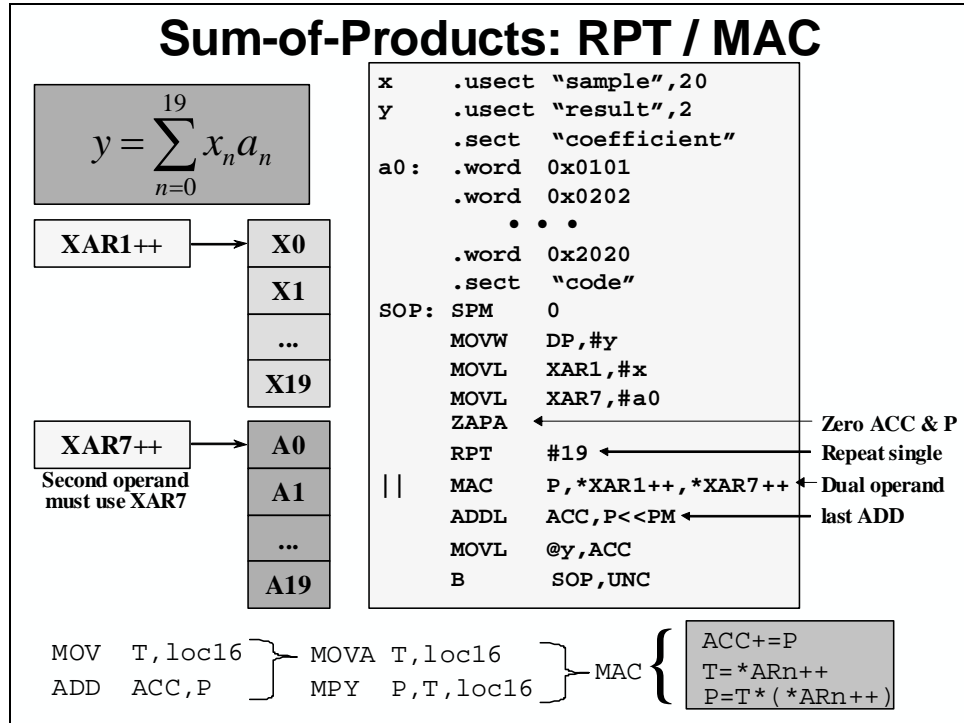 Sum-of-Products: RPT / MAC
19
y = ∑ xₙaₙ
n=0
XAR1++
X0
X1
...
X19
XAR7++
Second operand
must use XAR7
A0
A1
...
A19
x .usect “sample”,20
y .usect “result”,2
.sect “coefficient”
a0: .word 0x0101
.word 0x0202
• • •
.word 0x2020
.sect “code”
SOP: SPM 0
MOVW DP,#y
MOVL XAR1,#x
MOVL XAR7,#a0
ZAPA
RPT #19
|| MAC P,*XAR1++,*XAR7++
ADDL ACC,P<<PM
MOVL @y,ACC
B SOP,UNC
Zero ACC & P
Repeat single
Dual operand
last ADD
MOV T,loc16
ADD ACC,P
MOVA T,loc16
MPY P,T,loc16
MAC
ACC+=P
T=*ARn++
P=T*(*ARn++)